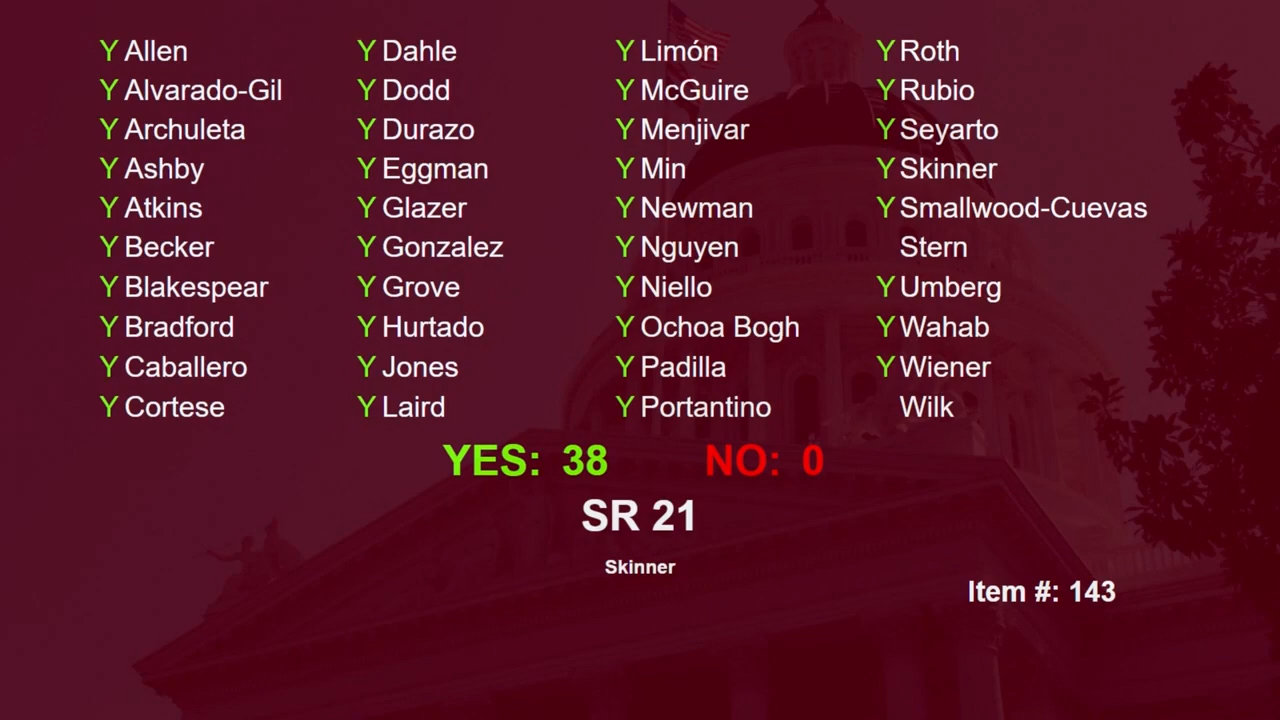 Y Allen Y Dahle Y Limón Y Roth
Y Alvarado-Gil Y Dodd Y McGuire Y Rubio
Y Archuleta Y Durazo Y Menjivar Y Seyarto
Y Ashby Y Eggman Y Min Y Skinner
Y Atkins Y Glazer Y Newman Y Smallwood-Cuevas
Y Becker Y Gonzalez Y Nguyen Stern
Y Blakespear Y Grove Y Niello Y Umberg
Y Bradford Y Hurtado Y Ochoa Bogh Y Wahab
Y Caballero Y Jones Y Padilla Y Wiener
Y Cortese Y Laird Y Portantino Wilk
YES: 38 NO: 0
SR 21
Skinner
Item #: 143